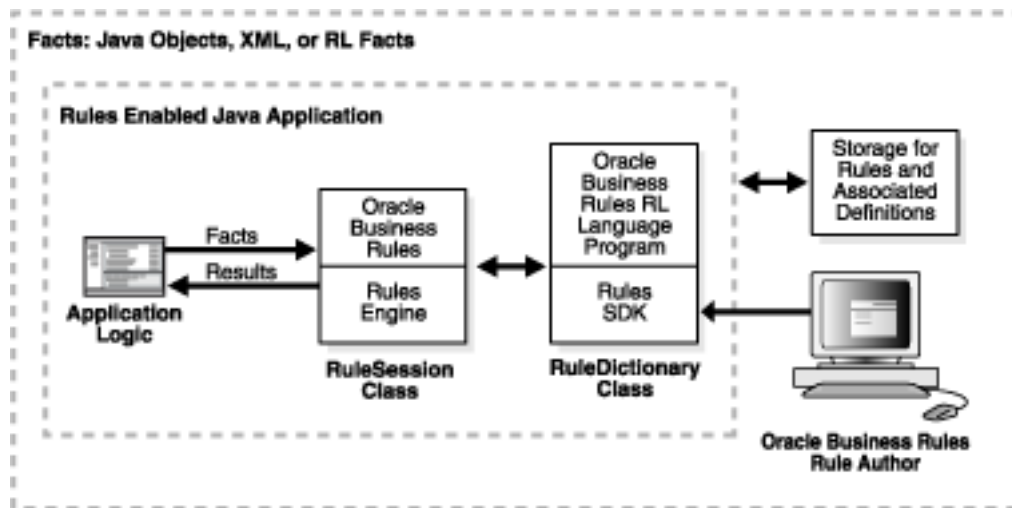 Facts: Java Objects, XML, or RL Facts
Rules Enabled Java Application
Facts
Results
Application
Logic
Oracle
Business
Rules
Rules
Engine
RuleSession
Class
Oracle
Business
Rules RL
Language
Program
Rules
SDK
RuleDictionary
Class
Storage for
Rules and
Associated
Definitions
Oracle Business Rules
Rule Author